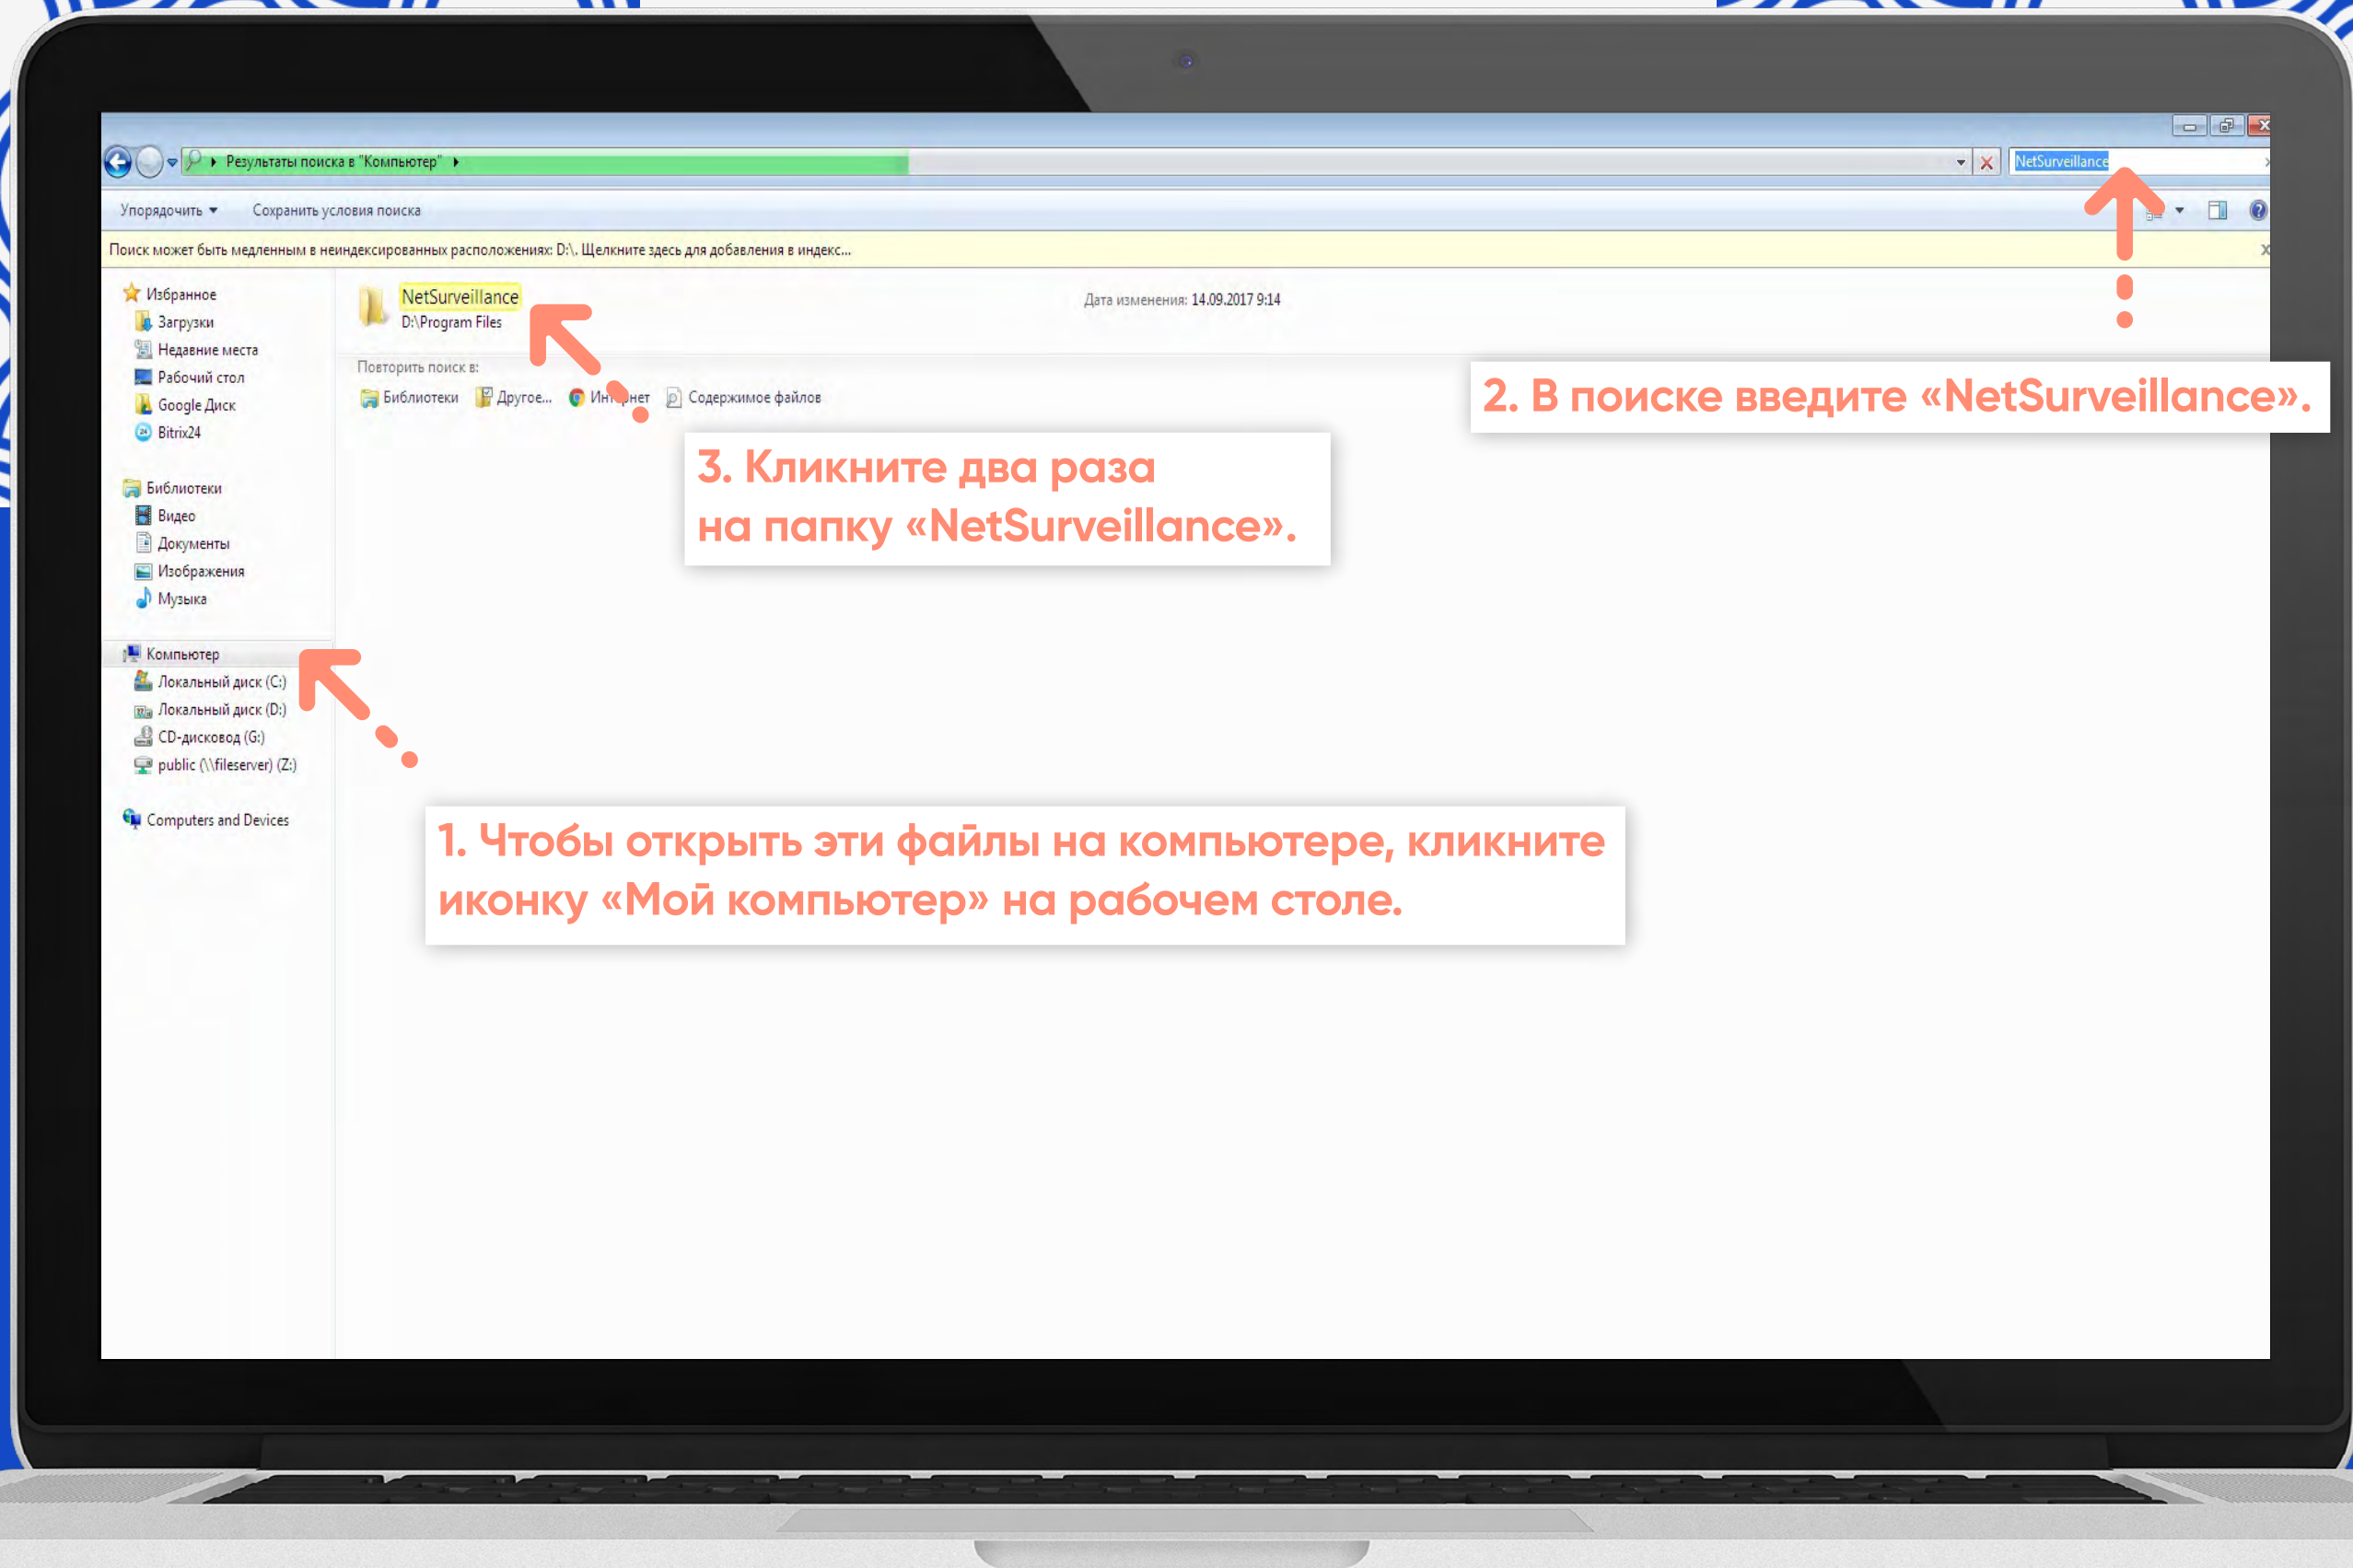 Результаты поиска в "Компьютер"
NetSurveillance
Упорядочить
Сохранить условия поиска
Поиск может быть медленным в неиндексированных расположениях: D:\. Щелкните здесь для добавления в индекс...
Избранное
Загрузки
Недавние места
Рабочий стол
Google Диск
Bitrix24
Библиотеки
Видео
Документы
Изображения
Музыка
Компьютер
Локальный диск (C:)
Локальный диск (D:)
CD-дисковод (G:)
public (\\fileserver) (Z:)
Computers and Devices
NetSurveillance
D:\Program Files
Дата изменения: 14.09.2017 9:14
Повторить поиск в:
Библиотеки Другое... Интернет Содержимое файлов
2. В поиске введите «NetSurveillance».
3. Кликните два раза
на папку «NetSurveillance».
1. Чтобы открыть эти файлы на компьютере, кликните
иконку «Мой компьютер» на рабочем столе.